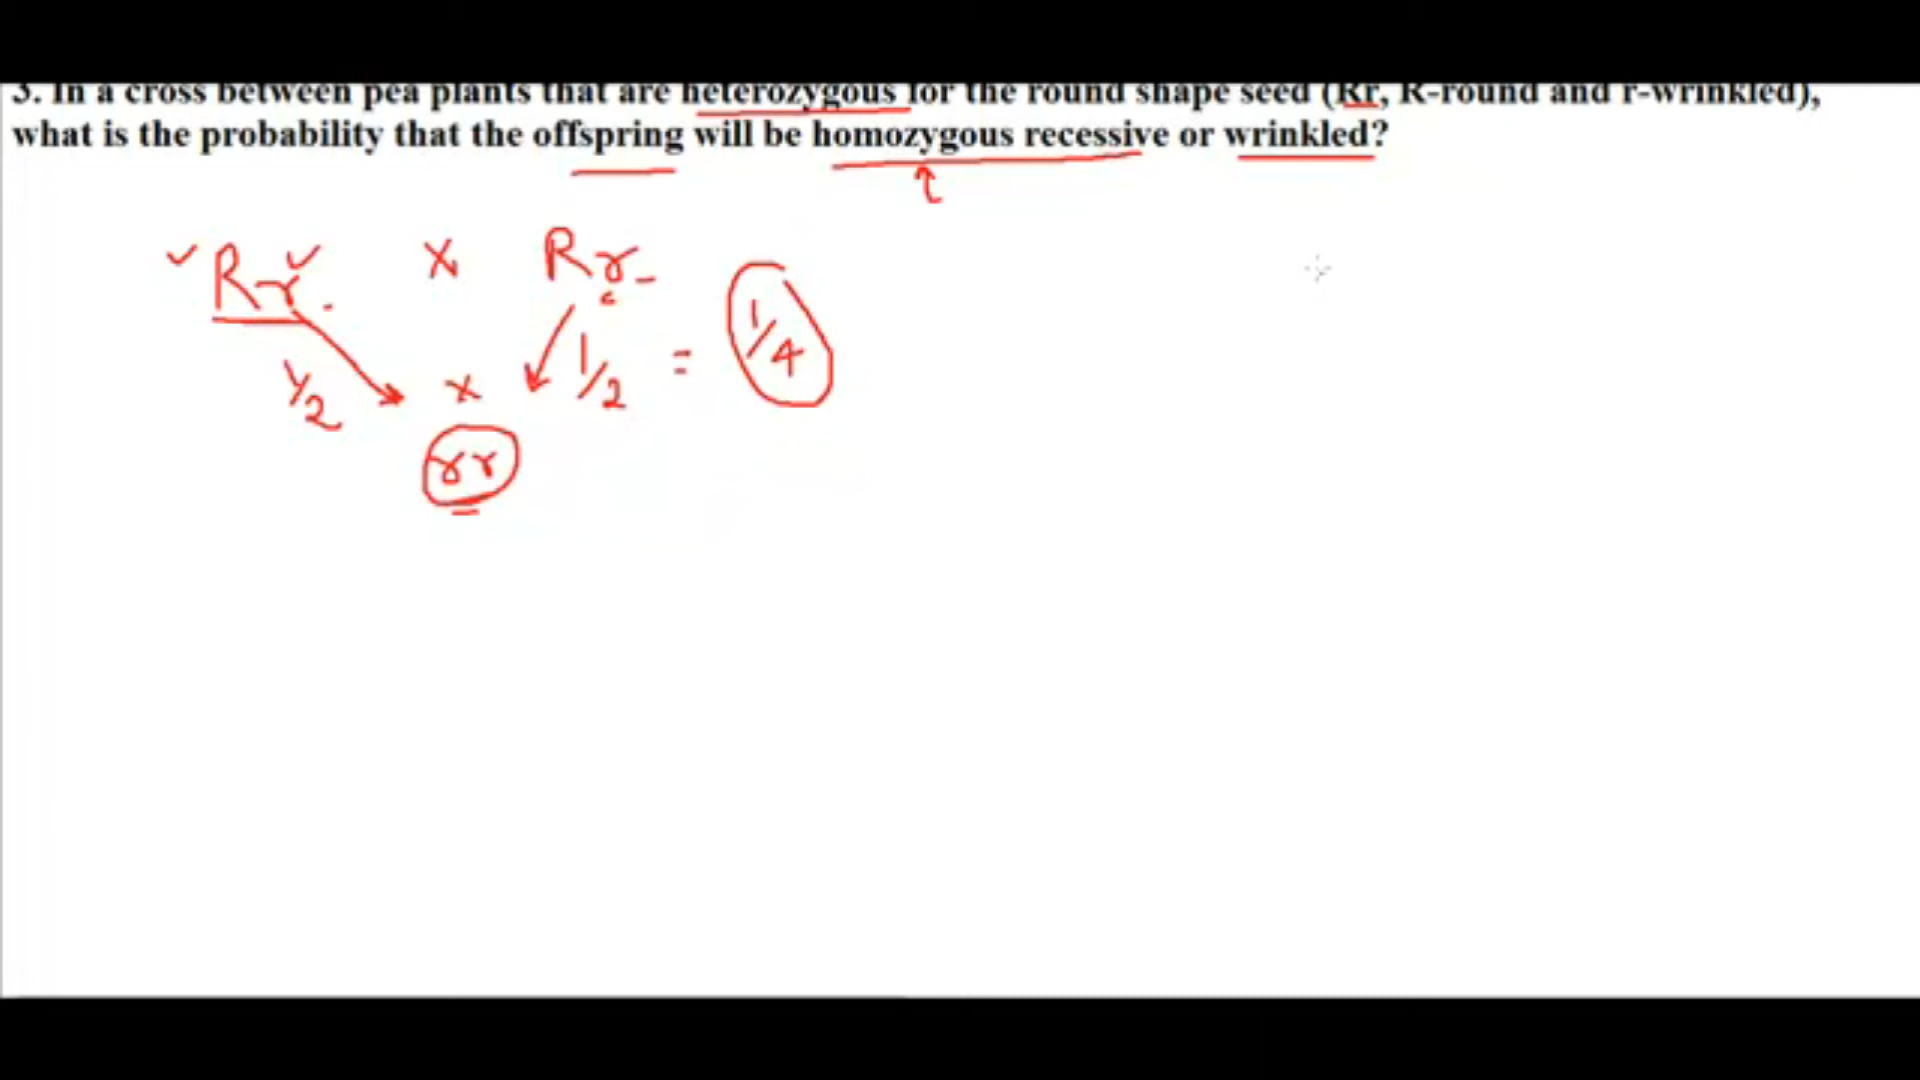 3. In a cross between pea plants that are heterozygous for the round shape seed (Rr, R-round and r-wrinkled),
what is the probability that the offspring will be homozygous recessive or wrinkled?
Rr x Rr
1/2 x 1/2 = 1/4
rr